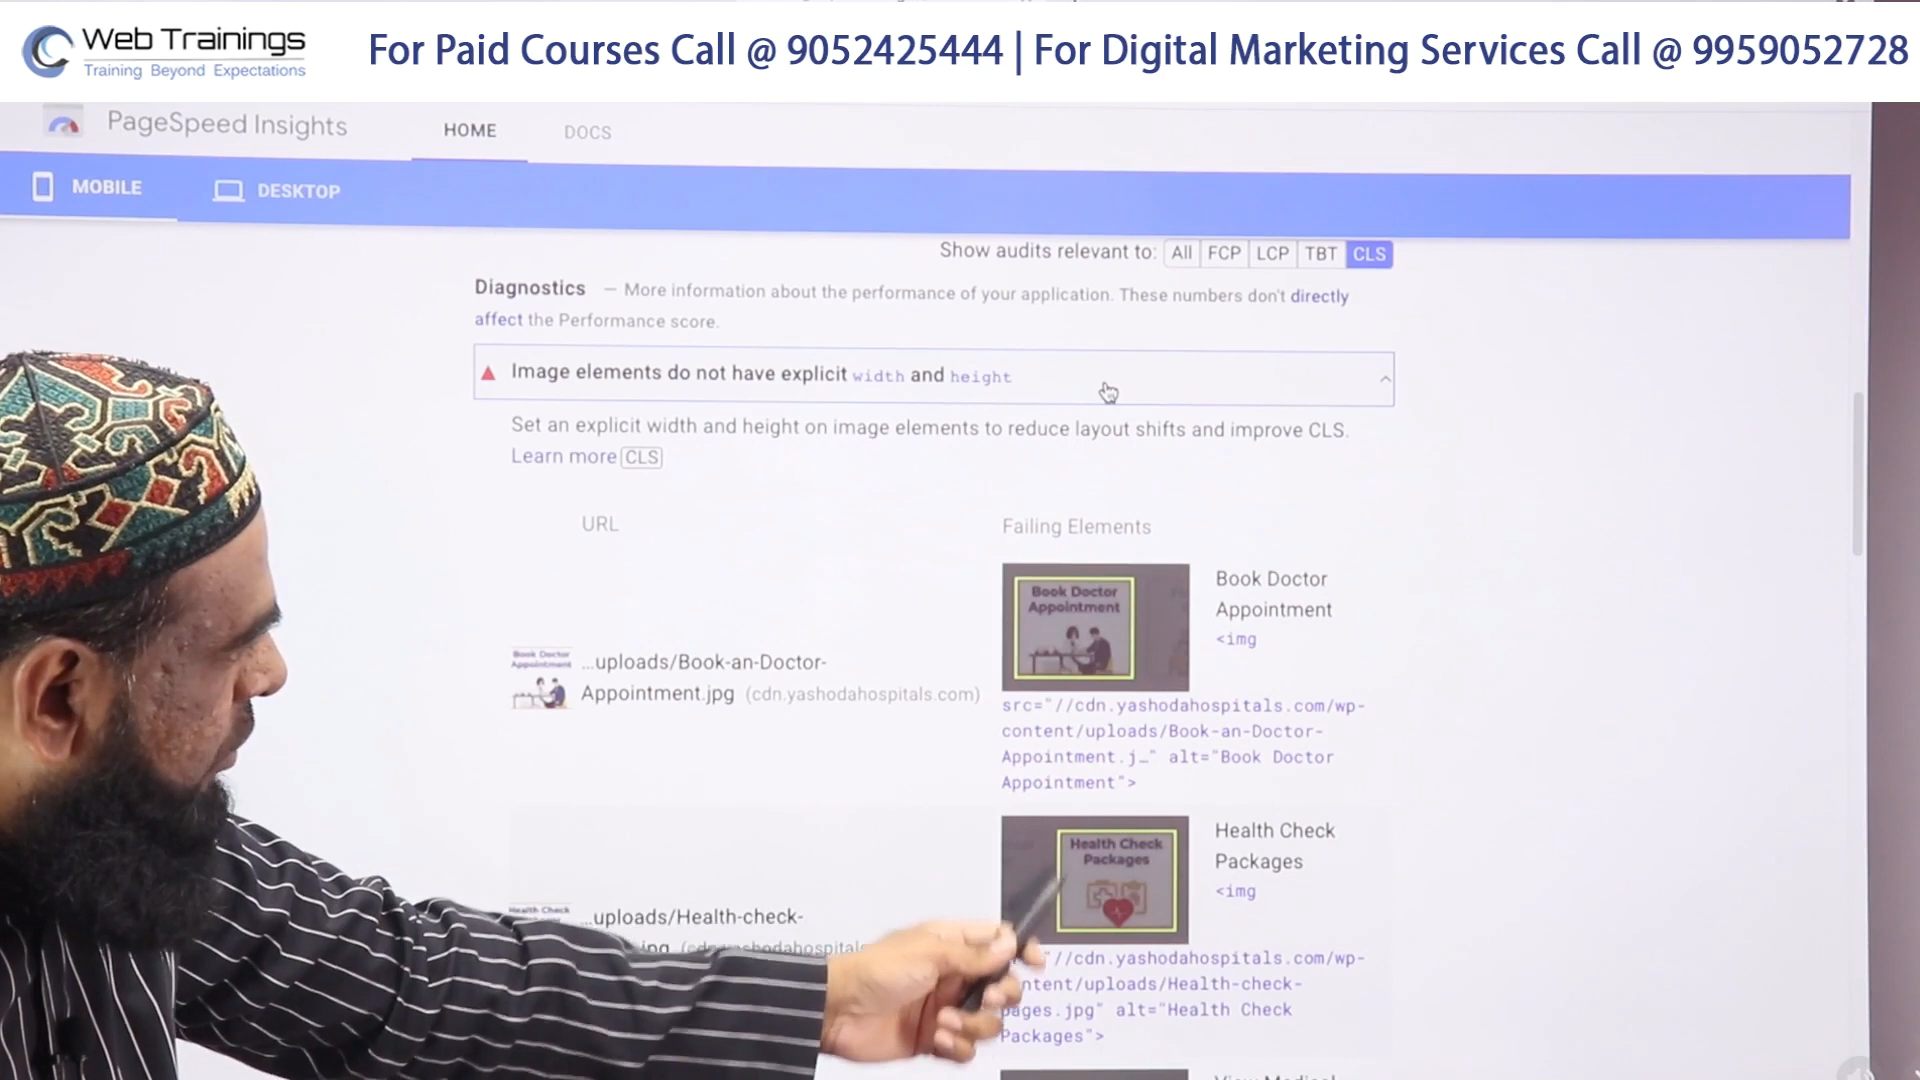 Web Trainings
Training Beyond Expectations
For Paid Courses Call @ 9052425444 | For Digital Marketing Services Call @ 9959052728
PageSpeed Insights
HOME
DOCS
MOBILE
DESKTOP
Show audits relevant to: All FCP LCP TBT CLS
Diagnostics — More information about the performance of your application. These numbers don't directly
affect the Performance score.
Image elements do not have explicit width and height
Set an explicit width and height on image elements to reduce layout shifts and improve CLS.
Learn more CLS
URL
Failing Elements
Book Doctor
Appointment
...uploads/Book-an-Doctor-
Appointment.jpg (cdn.yashodahospitals.com)
Book Doctor
Appointment
Book Doctor
Appointment
<img
src="//cdn.yashodahospitals.com/wp-
content/uploads/Book-an-Doctor-
Appointment.j…" alt="Book Doctor
Appointment">
Health Check
...uploads/Health-check-
Health Check
Packages
Health Check
Packages
<img
"//cdn.yashodahospitals.com/wp-
ntent/uploads/Health-check-
pages.jpg" alt="Health Check
Packages">